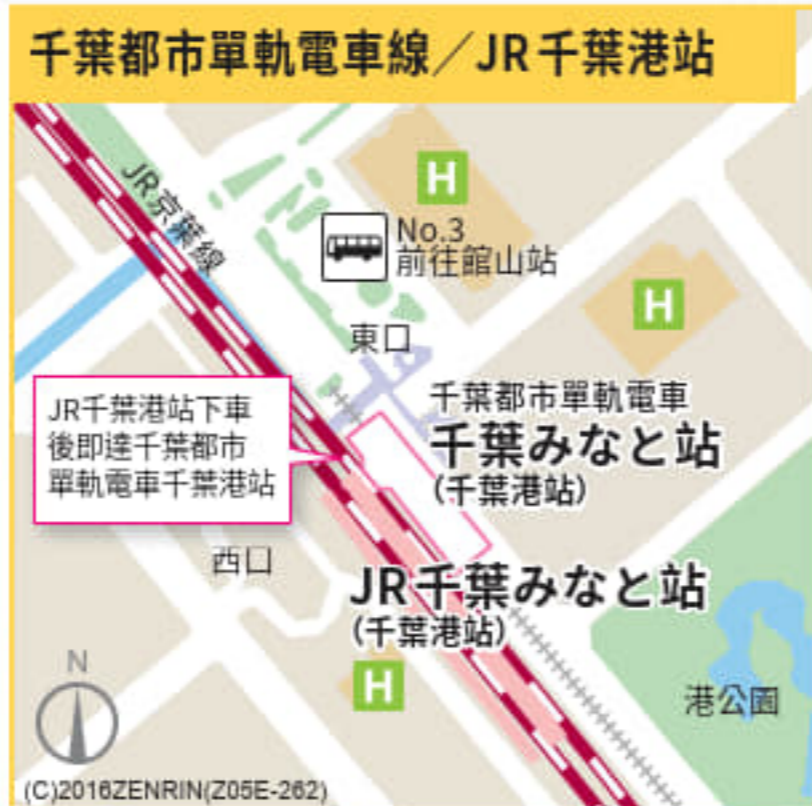 千葉都市單軌電車線／JR千葉港站
JR京葉線
H
No.3
前往館山站
H
東口
JR千葉港站下車
後即達千葉都市
單軌電車千葉港站
千葉都市單軌電車
千葉みなと站
(千葉港站)
西口
JR千葉みなと站
(千葉港站)
H
港公園
N
(C)2016ZENRIN(Z05E-262)